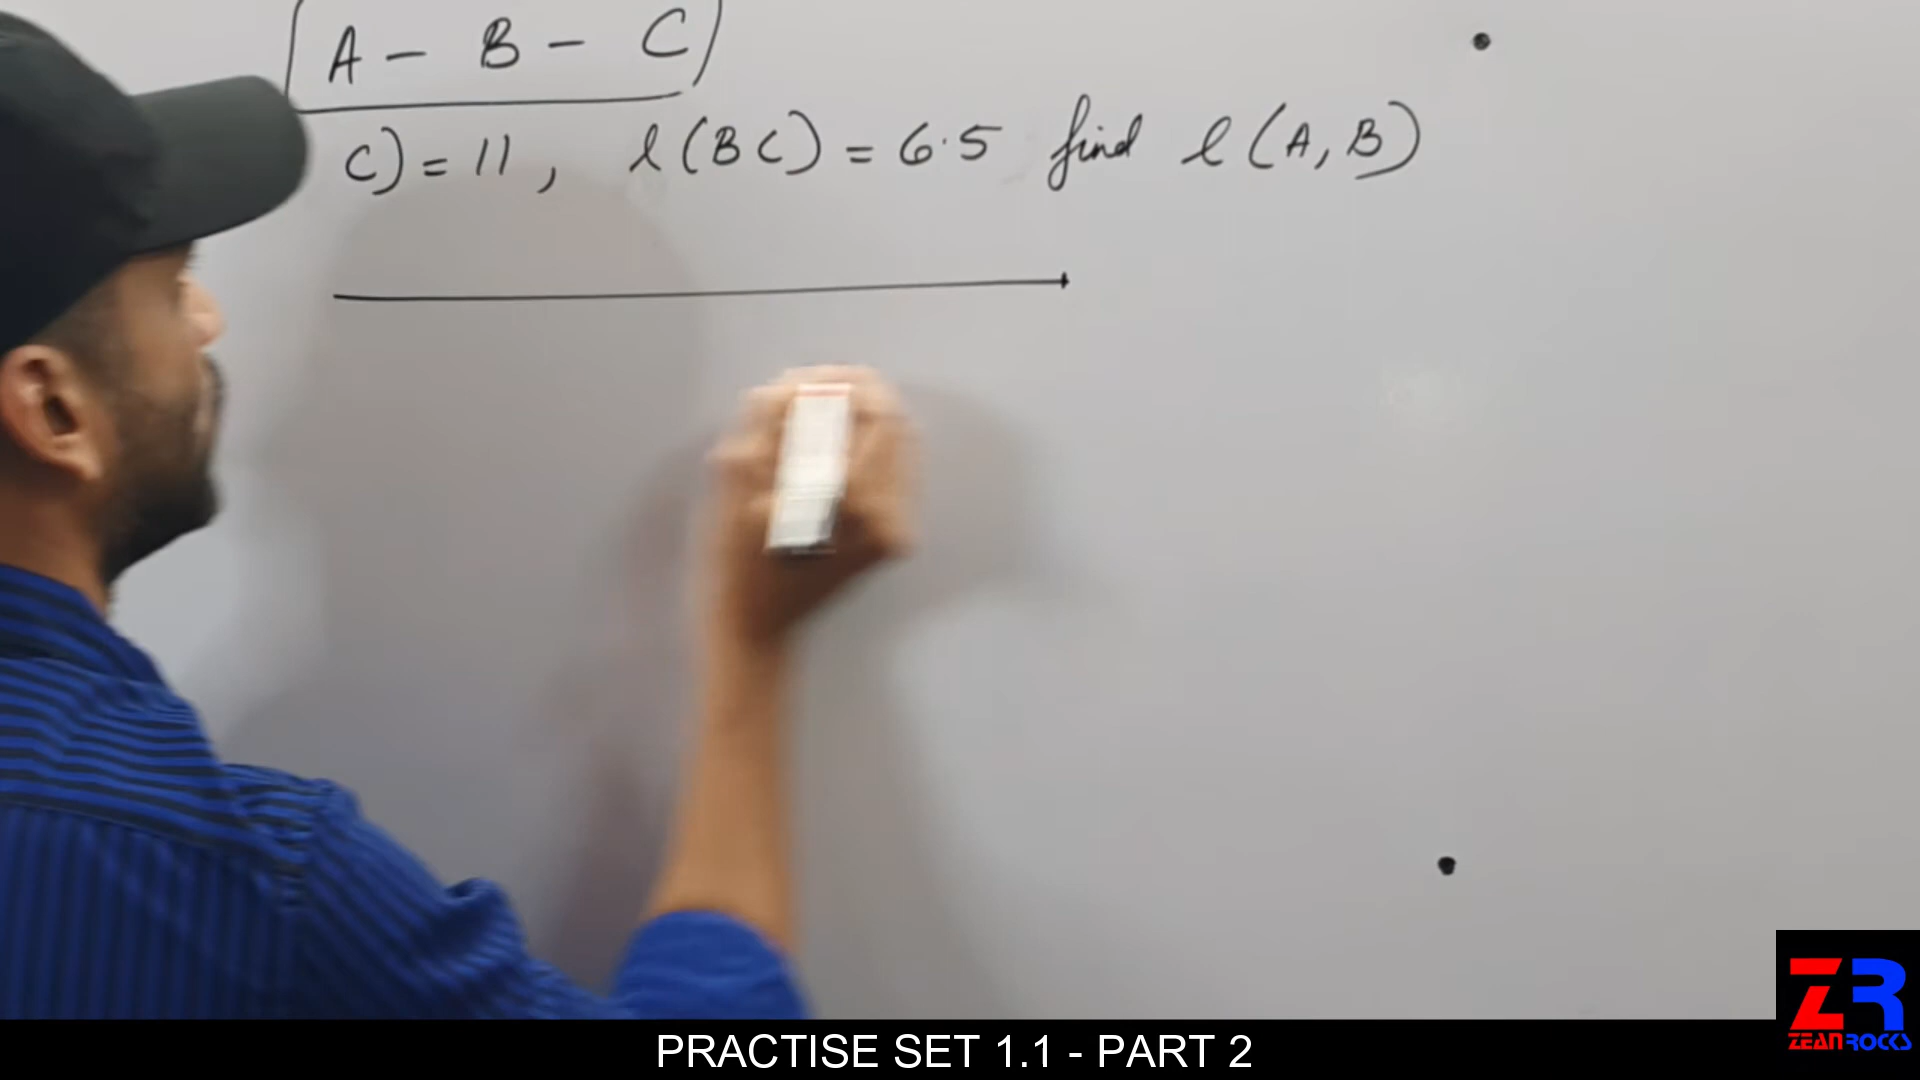 A - B - C
C) = 11, l(BC) = 6.5 find l(A, B)
ZR
ZEAN ROCKS
PRACTISE SET 1.1 - PART 2